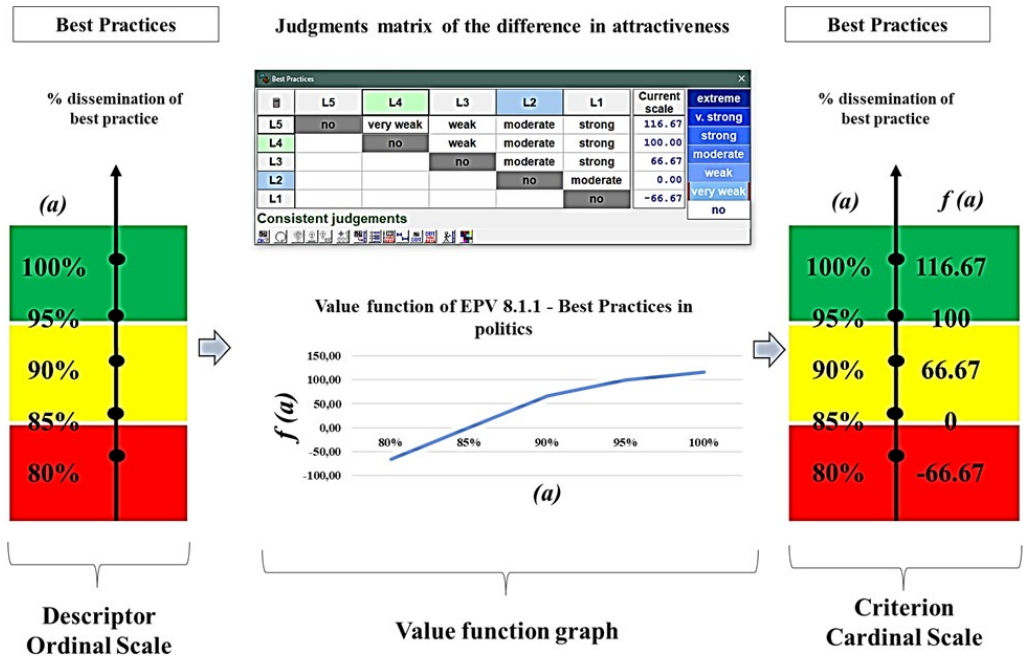 Best Practices
Judgments matrix of the difference in attractiveness
Best Practices
% dissemination of
best practice
Best Practices
L5 L4 L3 L2 L1 Current scale
L5 no very weak weak moderate strong 116.67
L4 no weak moderate strong 100.00
L3 no moderate strong 66.67
L2 no moderate 0.00
L1 no -66.67
Consistent judgements
extreme
v. strong
strong
moderate
weak
very weak
no
% dissemination of
best practice
(a)
100%
95%
90%
85%
80%
Value function of EPV 8.1.1 - Best Practices in
politics
150,00
100,00
50,00
0,00
-50,00
-100,00
80% 85% 90% 95% 100%
f (a)
(a)
(a) f (a)
100% 116.67
95% 100
90% 66.67
85% 0
80% -66.67
Descriptor
Ordinal Scale
Value function graph
Criterion
Cardinal Scale